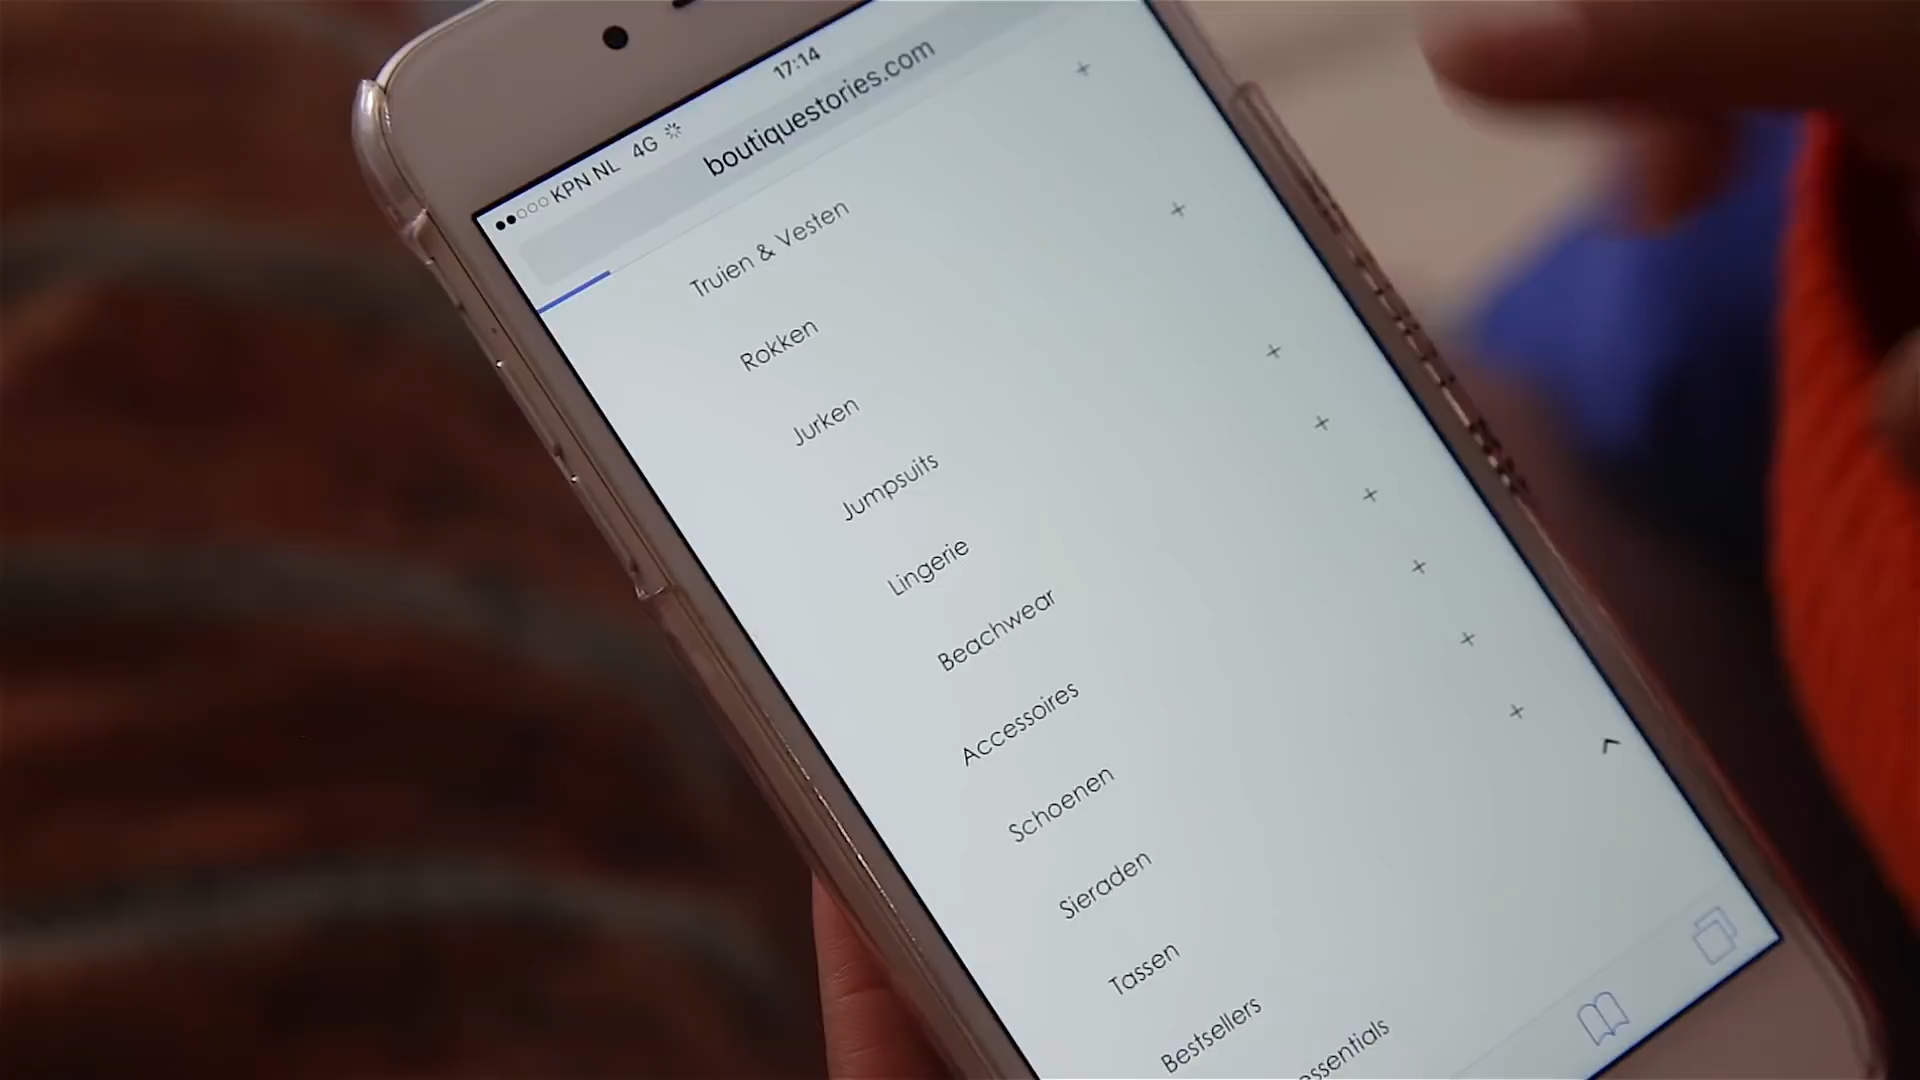 KPN NL 4G 17:14
boutiquestories.com
Truien & Vesten
Rokken
Jurken
Jumpsuits
Lingerie
Beachwear
Accessoires
Schoenen
Sieraden
Tassen
Bestsellers
essentials